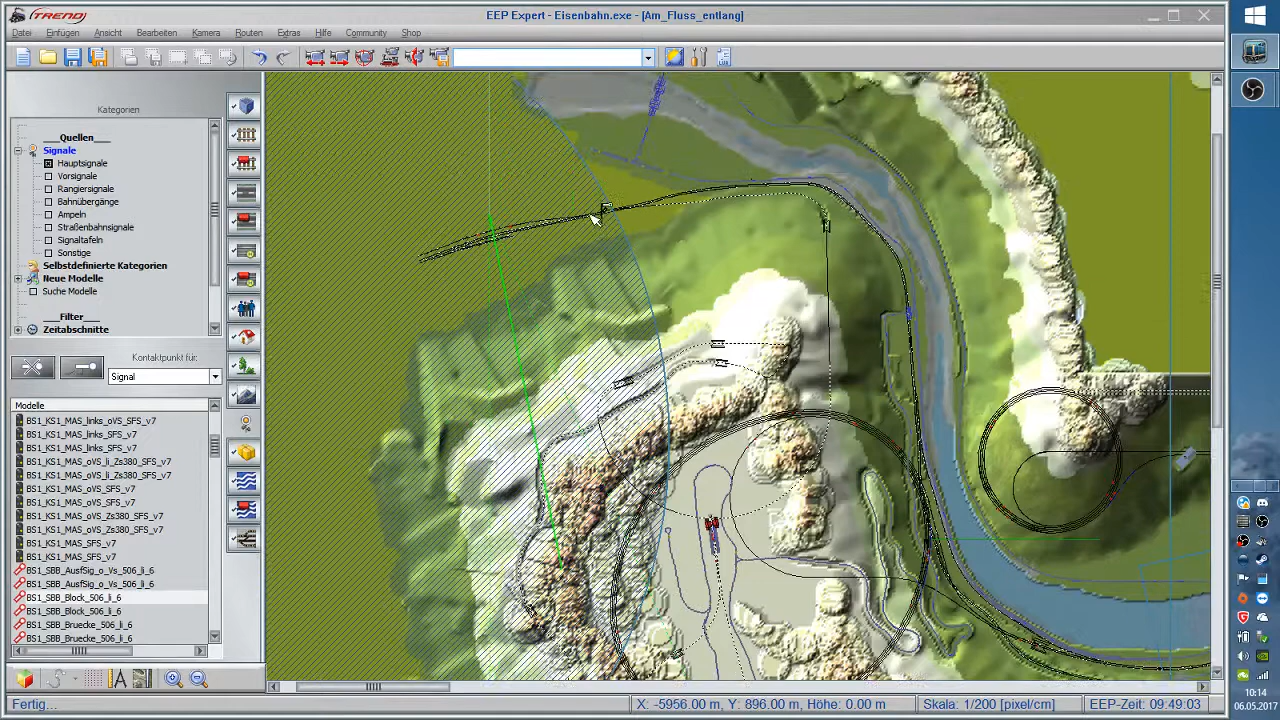 TREND
EEP Expert - Eisenbahn.exe - [Am_Fluss_entlang]
Datei Einfügen Ansicht Bearbeiten Kamera Routen Extras Hilfe Community Shop
Kategorien
___Quellen___
Signale
Hauptsignale
Vorsignale
Rangiersignale
Bahnübergänge
Ampeln
Straßenbahnsignale
Signaltafeln
Sonstige
Selbstdefinierte Kategorien
Neue Modelle
Suche Modelle
___Filter___
Zeitabschnitte
Kontaktpunkt für:
Signal
Modelle
BS1_KS1_MAS_links_oVS_SFS_v7
BS1_KS1_MAS_links_SFS_v7
BS1_KS1_MAS_links_SFS_v7
BS1_KS1_MAS_oVS_li_Zs380_SFS_v7
BS1_KS1_MAS_oVS_li_Zs380_SFS_v7
BS1_KS1_MAS_oVS_SFS_v7
BS1_KS1_MAS_oVS_SFS_v7
BS1_KS1_MAS_oVS_Zs380_SFS_v7
BS1_KS1_MAS_oVS_Zs380_SFS_v7
BS1_KS1_MAS_SFS_v7
BS1_KS1_MAS_SFS_v7
BS1_SBB_AusfSig_o_Vs_506_li_6
BS1_SBB_AusfSig_o_Vs_506_li_6
BS1_SBB_Block_506_li_6
BS1_SBB_Block_506_li_6
BS1_SBB_Bruecke_506_li_6
BS1_SBB_Bruecke_506_li_6
Fertig...
X: -5956.00 m, Y: 896.00 m, Höhe: 0.00 m
Skala: 1/200 [pixel/cm]
EEP-Zeit: 09:49:03
10:14
06.05.2017